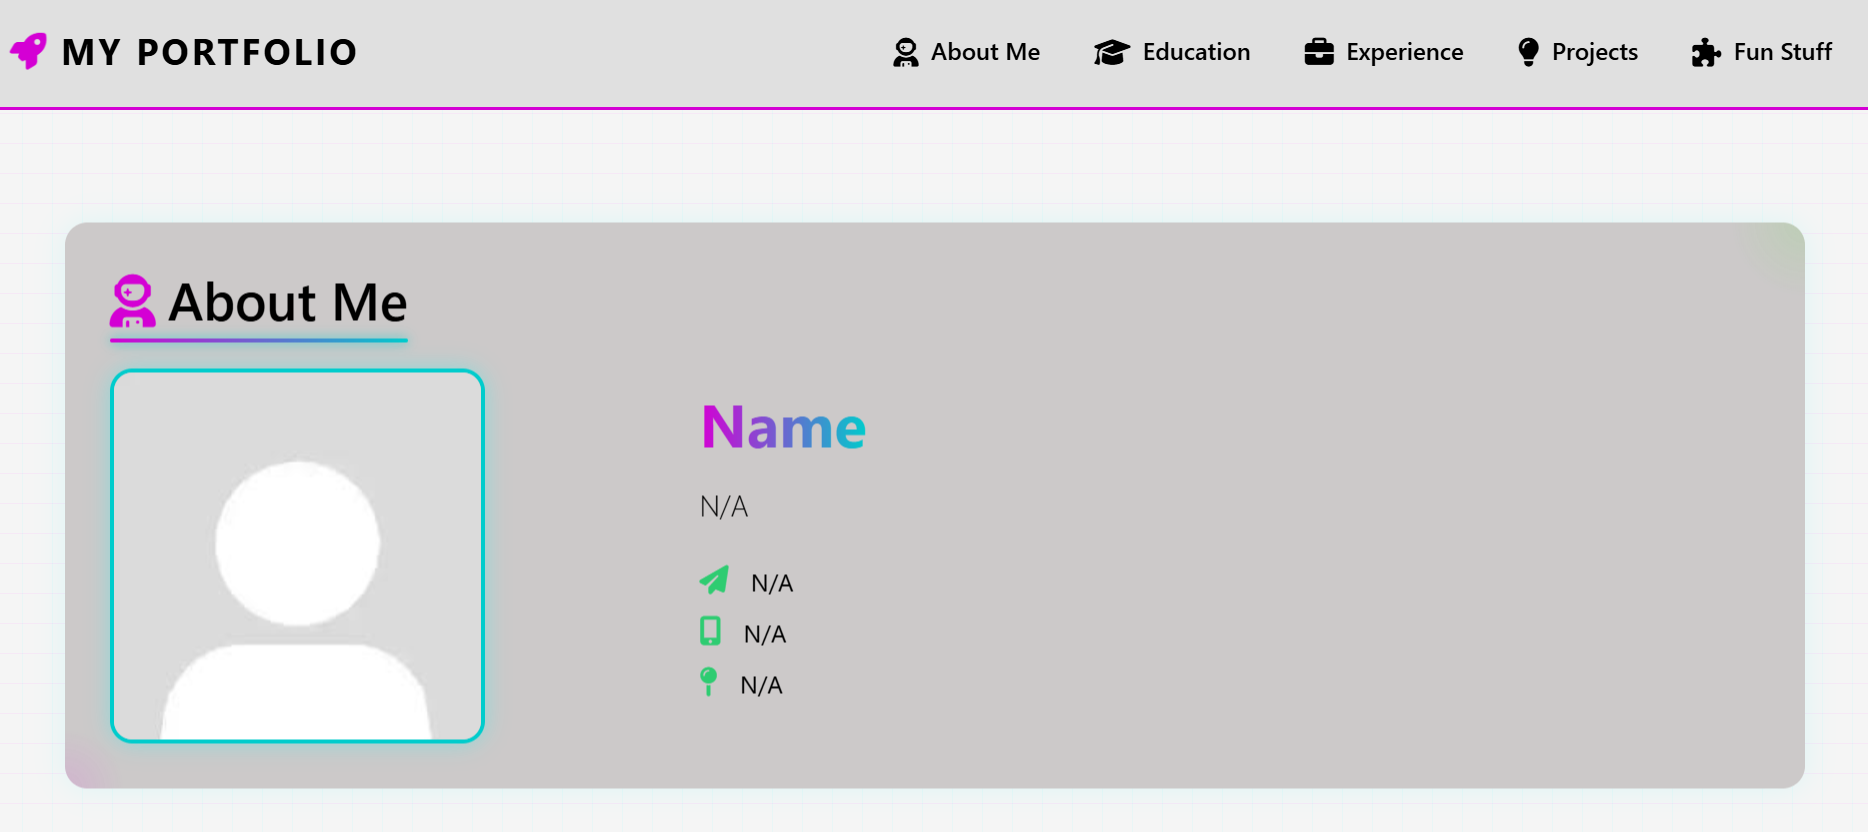 MY PORTFOLIO
About Me
Education
Experience
Projects
Fun Stuff
About Me
Name
N/A
N/A
N/A
N/A